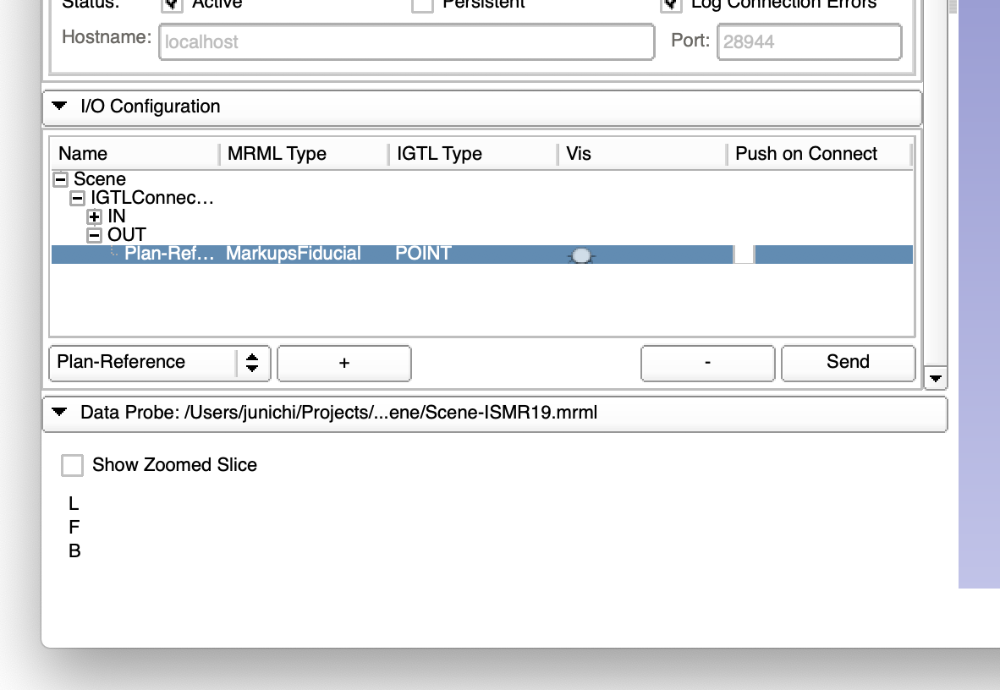 Status: Active Persistent Log Connection Errors
Hostname: localhost Port: 28944
I/O Configuration
Name MRML Type IGTL Type Vis Push on Connect
Scene
IGTLConnec...
IN
OUT
Plan-Ref... MarkupsFiducial POINT
Plan-Reference + - Send
Data Probe: /Users/junichi/Projects/...ene/Scene-ISMR19.mrml
Show Zoomed Slice
L
F
B